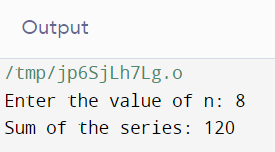 Output
/tmp/jp6SjLh7Lg.o
Enter the value of n: 8
Sum of the series: 120